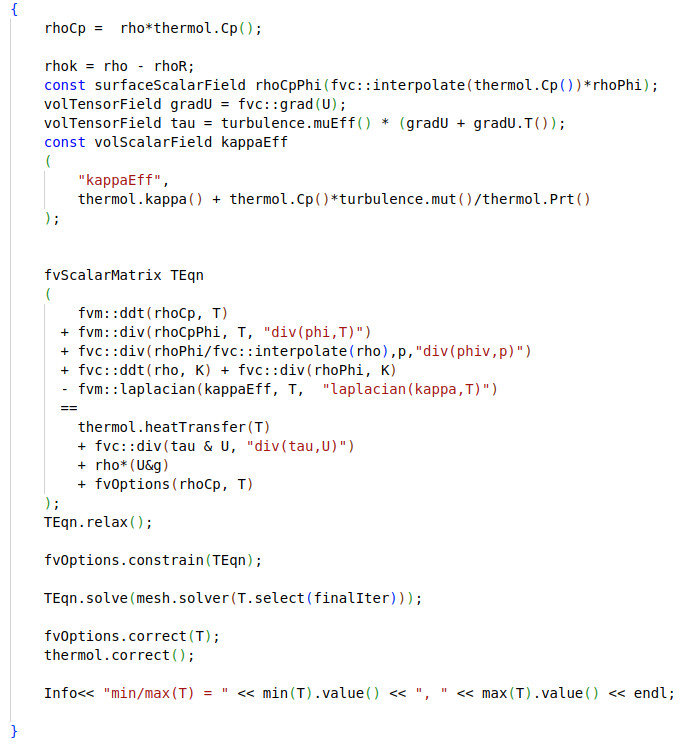 {
    rhoCp =  rho*thermol.Cp();

    rhok = rho - rhoR;
    const surfaceScalarField rhoCpPhi(fvc::interpolate(thermol.Cp())*rhoPhi);
    volTensorField gradU = fvc::grad(U);
    volTensorField tau = turbulence.muEff() * (gradU + gradU.T());
    const volScalarField kappaEff
    (
        "kappaEff",
        thermol.kappa() + thermol.Cp()*turbulence.mut()/thermol.Prt()
    );


    fvScalarMatrix TEqn
    (
        fvm::ddt(rhoCp, T)
      + fvm::div(rhoCpPhi, T, "div(phi,T)")
      + fvc::div(rhoPhi/fvc::interpolate(rho),p,"div(phiv,p)")
      + fvc::ddt(rho, K) + fvc::div(rhoPhi, K)
      - fvm::laplacian(kappaEff, T,  "laplacian(kappa,T)")
      ==
        thermol.heatTransfer(T)
        + fvc::div(tau & U, "div(tau,U)")
        + rho*(U&g)
        + fvOptions(rhoCp, T)
    );
    TEqn.relax();

    fvOptions.constrain(TEqn);

    TEqn.solve(mesh.solver(T.select(finalIter)));

    fvOptions.correct(T);
    thermol.correct();

    Info<< "min/max(T) = " << min(T).value() << ", " << max(T).value() << endl;

}